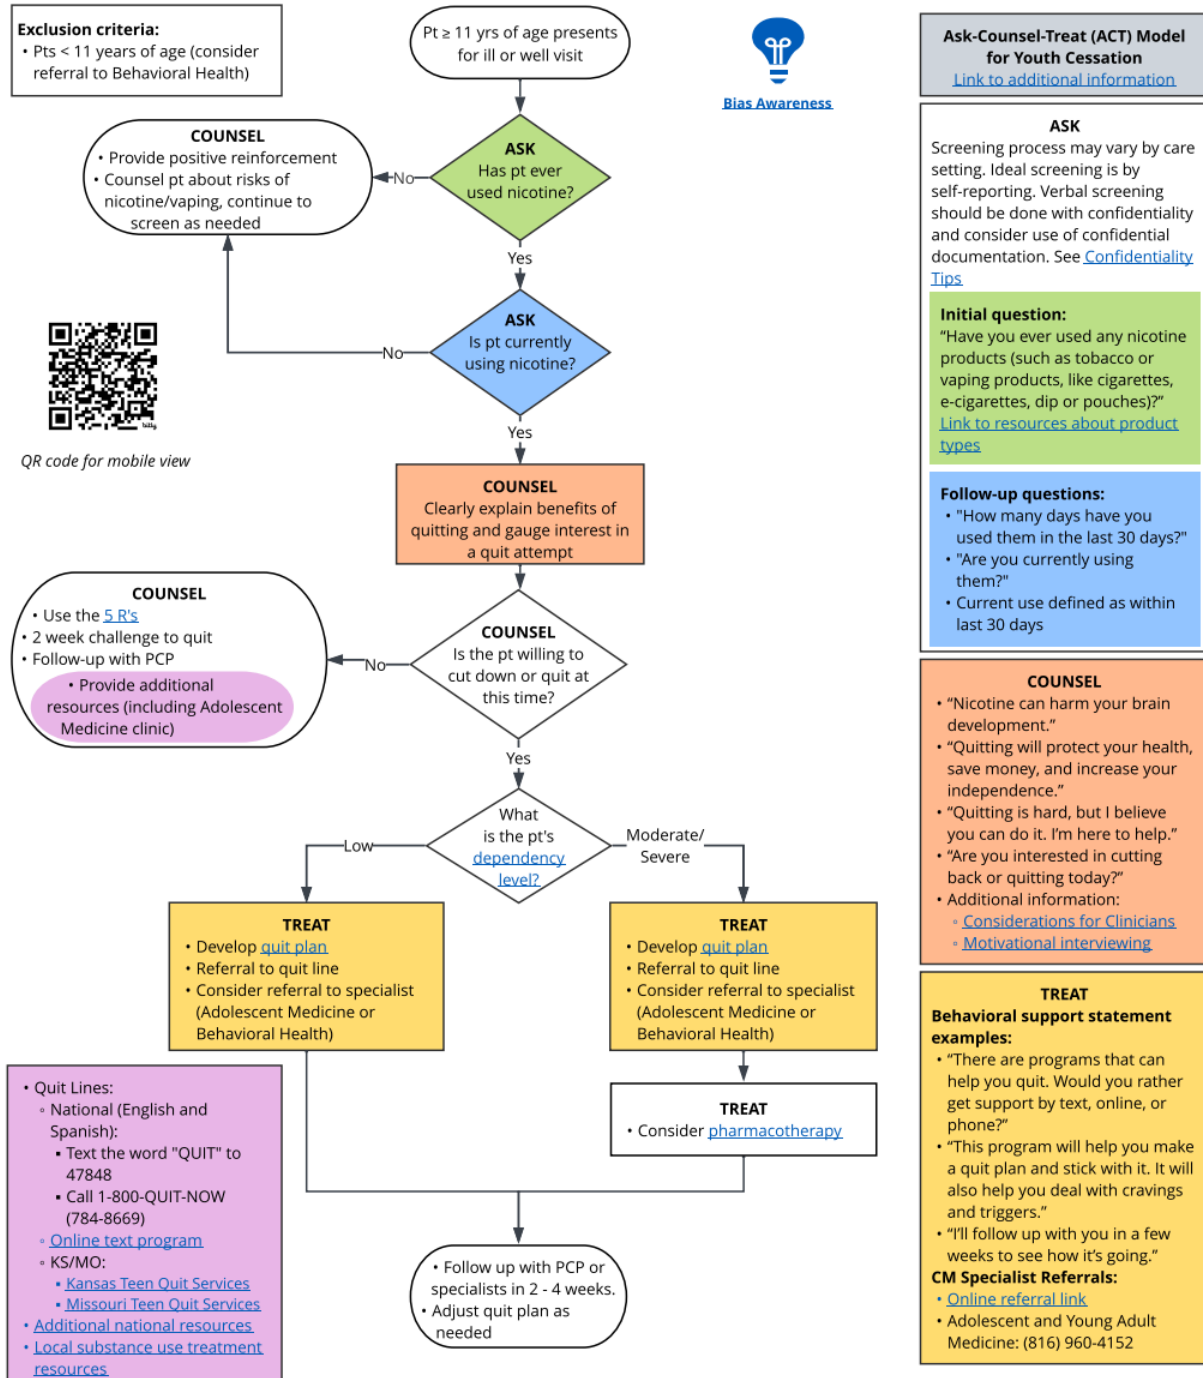 Exclusion criteria:
• Pts < 11 years of age (consider
referral to Behavioral Health)
Pt ≥ 11 yrs of age presents
for ill or well visit
Bias Awareness
COUNSEL
• Provide positive reinforcement
• Counsel pt about risks of
nicotine/vaping, continue to
screen as needed
No
ASK
Has pt ever
used nicotine?
Yes
ASK
Is pt currently
using nicotine?
No
Yes
bitly
QR code for mobile view
COUNSEL
Clearly explain benefits of
quitting and gauge interest in
a quit attempt
COUNSEL
• Use the 5 R's
• 2 week challenge to quit
• Follow-up with PCP
• Provide additional
resources (including Adolescent
Medicine clinic)
No
COUNSEL
Is the pt willing to
cut down or quit at
this time?
Yes
What
is the pt's
dependency
level?
Low
Moderate/
Severe
TREAT
• Develop quit plan
• Referral to quit line
• Consider referral to specialist
(Adolescent Medicine or
Behavioral Health)
TREAT
• Develop quit plan
• Referral to quit line
• Consider referral to specialist
(Adolescent Medicine or
Behavioral Health)
TREAT
• Consider pharmacotherapy
• Quit Lines:
◦ National (English and
Spanish):
▪ Text the word "QUIT" to
47848
▪ Call 1-800-QUIT-NOW
(784-8669)
◦ Online text program
◦ KS/MO:
▪ Kansas Teen Quit Services
▪ Missouri Teen Quit Services
• Additional national resources
• Local substance use treatment
resources
• Follow up with PCP or
specialists in 2 - 4 weeks.
• Adjust quit plan as
needed
Ask-Counsel-Treat (ACT) Model
for Youth Cessation
Link to additional information
ASK
Screening process may vary by care
setting. Ideal screening is by
self-reporting. Verbal screening
should be done with confidentiality
and consider use of confidential
documentation. See Confidentiality
Tips
Initial question:
“Have you ever used any nicotine
products (such as tobacco or
vaping products, like cigarettes,
e-cigarettes, dip or pouches)?”
Link to resources about product
types
Follow-up questions:
• "How many days have you
used them in the last 30 days?"
• "Are you currently using
them?"
• Current use defined as within
last 30 days
COUNSEL
• “Nicotine can harm your brain
development.”
• “Quitting will protect your health,
save money, and increase your
independence.”
• “Quitting is hard, but I believe
you can do it. I’m here to help.”
• “Are you interested in cutting
back or quitting today?”
• Additional information:
◦ Considerations for Clinicians
◦ Motivational interviewing
TREAT
Behavioral support statement
examples:
• “There are programs that can
help you quit. Would you rather
get support by text, online, or
phone?”
• “This program will help you make
a quit plan and stick with it. It will
also help you deal with cravings
and triggers.”
• “I’ll follow up with you in a few
weeks to see how it’s going.”
CM Specialist Referrals:
• Online referral link
• Adolescent and Young Adult
Medicine: (816) 960-4152